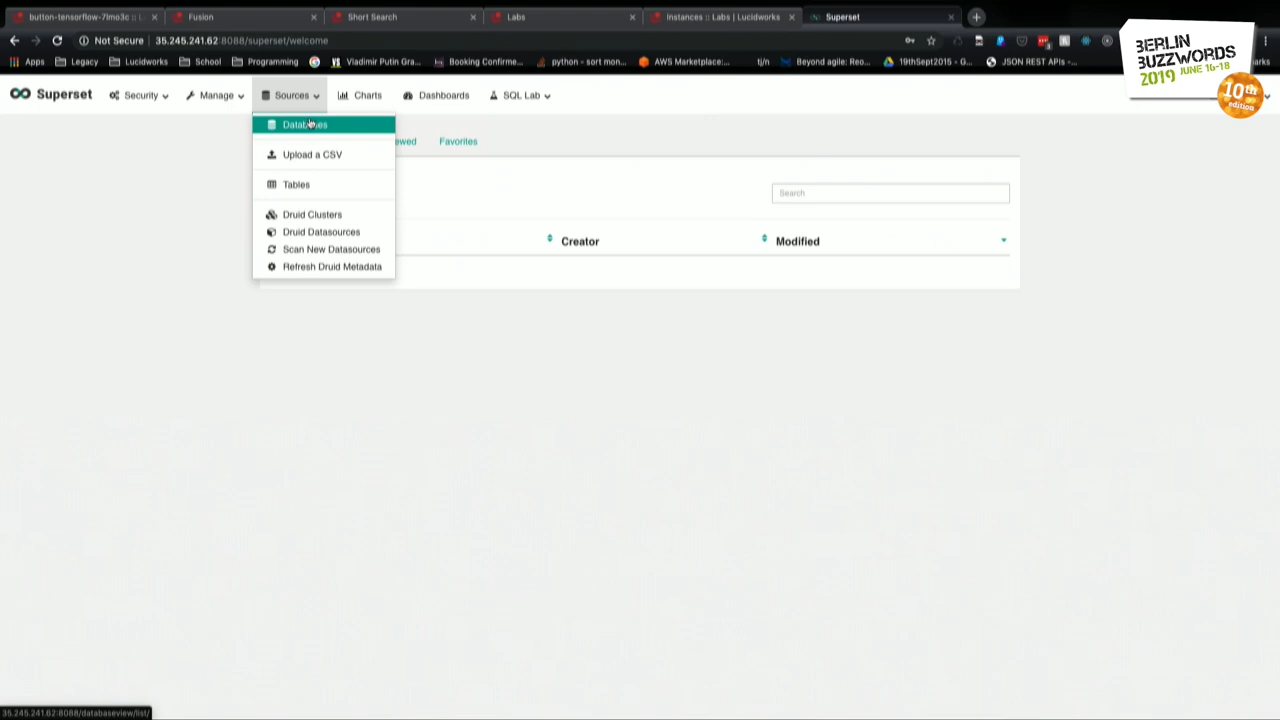 button-tensorflow-7lmo3c :: L
Fusion
Short Search
Labs
Instances :: Labs | Lucidworks
Superset
Not Secure | 35.245.241.62:8088/superset/welcome
Apps
Legacy
Lucidworks
School
Programming
Vladimir Putin Gra...
Booking Confirme...
python - sort mon...
AWS Marketplace:...
t/n
Beyond agile: Reo...
19thSept2015 - G...
JSON REST APIs -...
BERLIN
BUZZWORDS
2019 JUNE 16-18
10th
edition
Superset
Security
Manage
Sources
Charts
Dashboards
SQL Lab
Databases
Upload a CSV
Tables
Druid Clusters
Druid Datasources
Scan New Datasources
Refresh Druid Metadata
ewed
Favorites
Search
Creator
Modified
35.245.241.62:8088/databaseview/list/